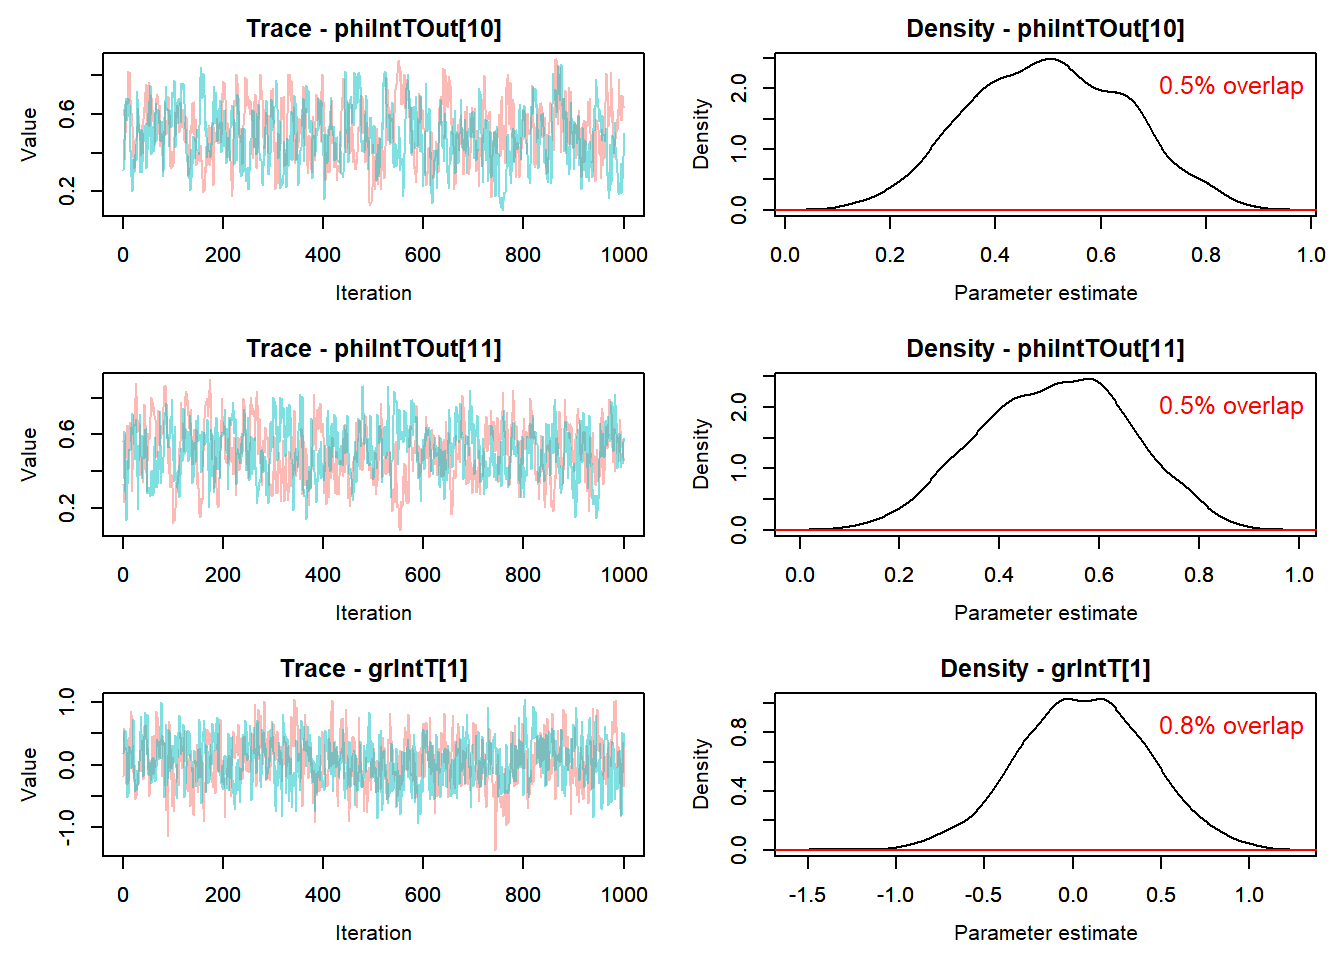 Trace - phiIntTOut[10]
Value
0.2 0.6
0 200 400 600 800 1000
Iteration
Density - phiIntTOut[10]
0.5% overlap
Density
0.0 1.0 2.0
0.0 0.2 0.4 0.6 0.8 1.0
Parameter estimate
Trace - phiIntTOut[11]
Value
0.2 0.6
0 200 400 600 800 1000
Iteration
Density - phiIntTOut[11]
0.5% overlap
Density
0.0 1.0 2.0
0.0 0.2 0.4 0.6 0.8 1.0
Parameter estimate
Trace - grIntT[1]
Value
-1.0 0.0 1.0
0 200 400 600 800 1000
Iteration
Density - grIntT[1]
0.8% overlap
Density
0.0 0.4 0.8
-1.5 -1.0 -0.5 0.0 0.5 1.0
Parameter estimate